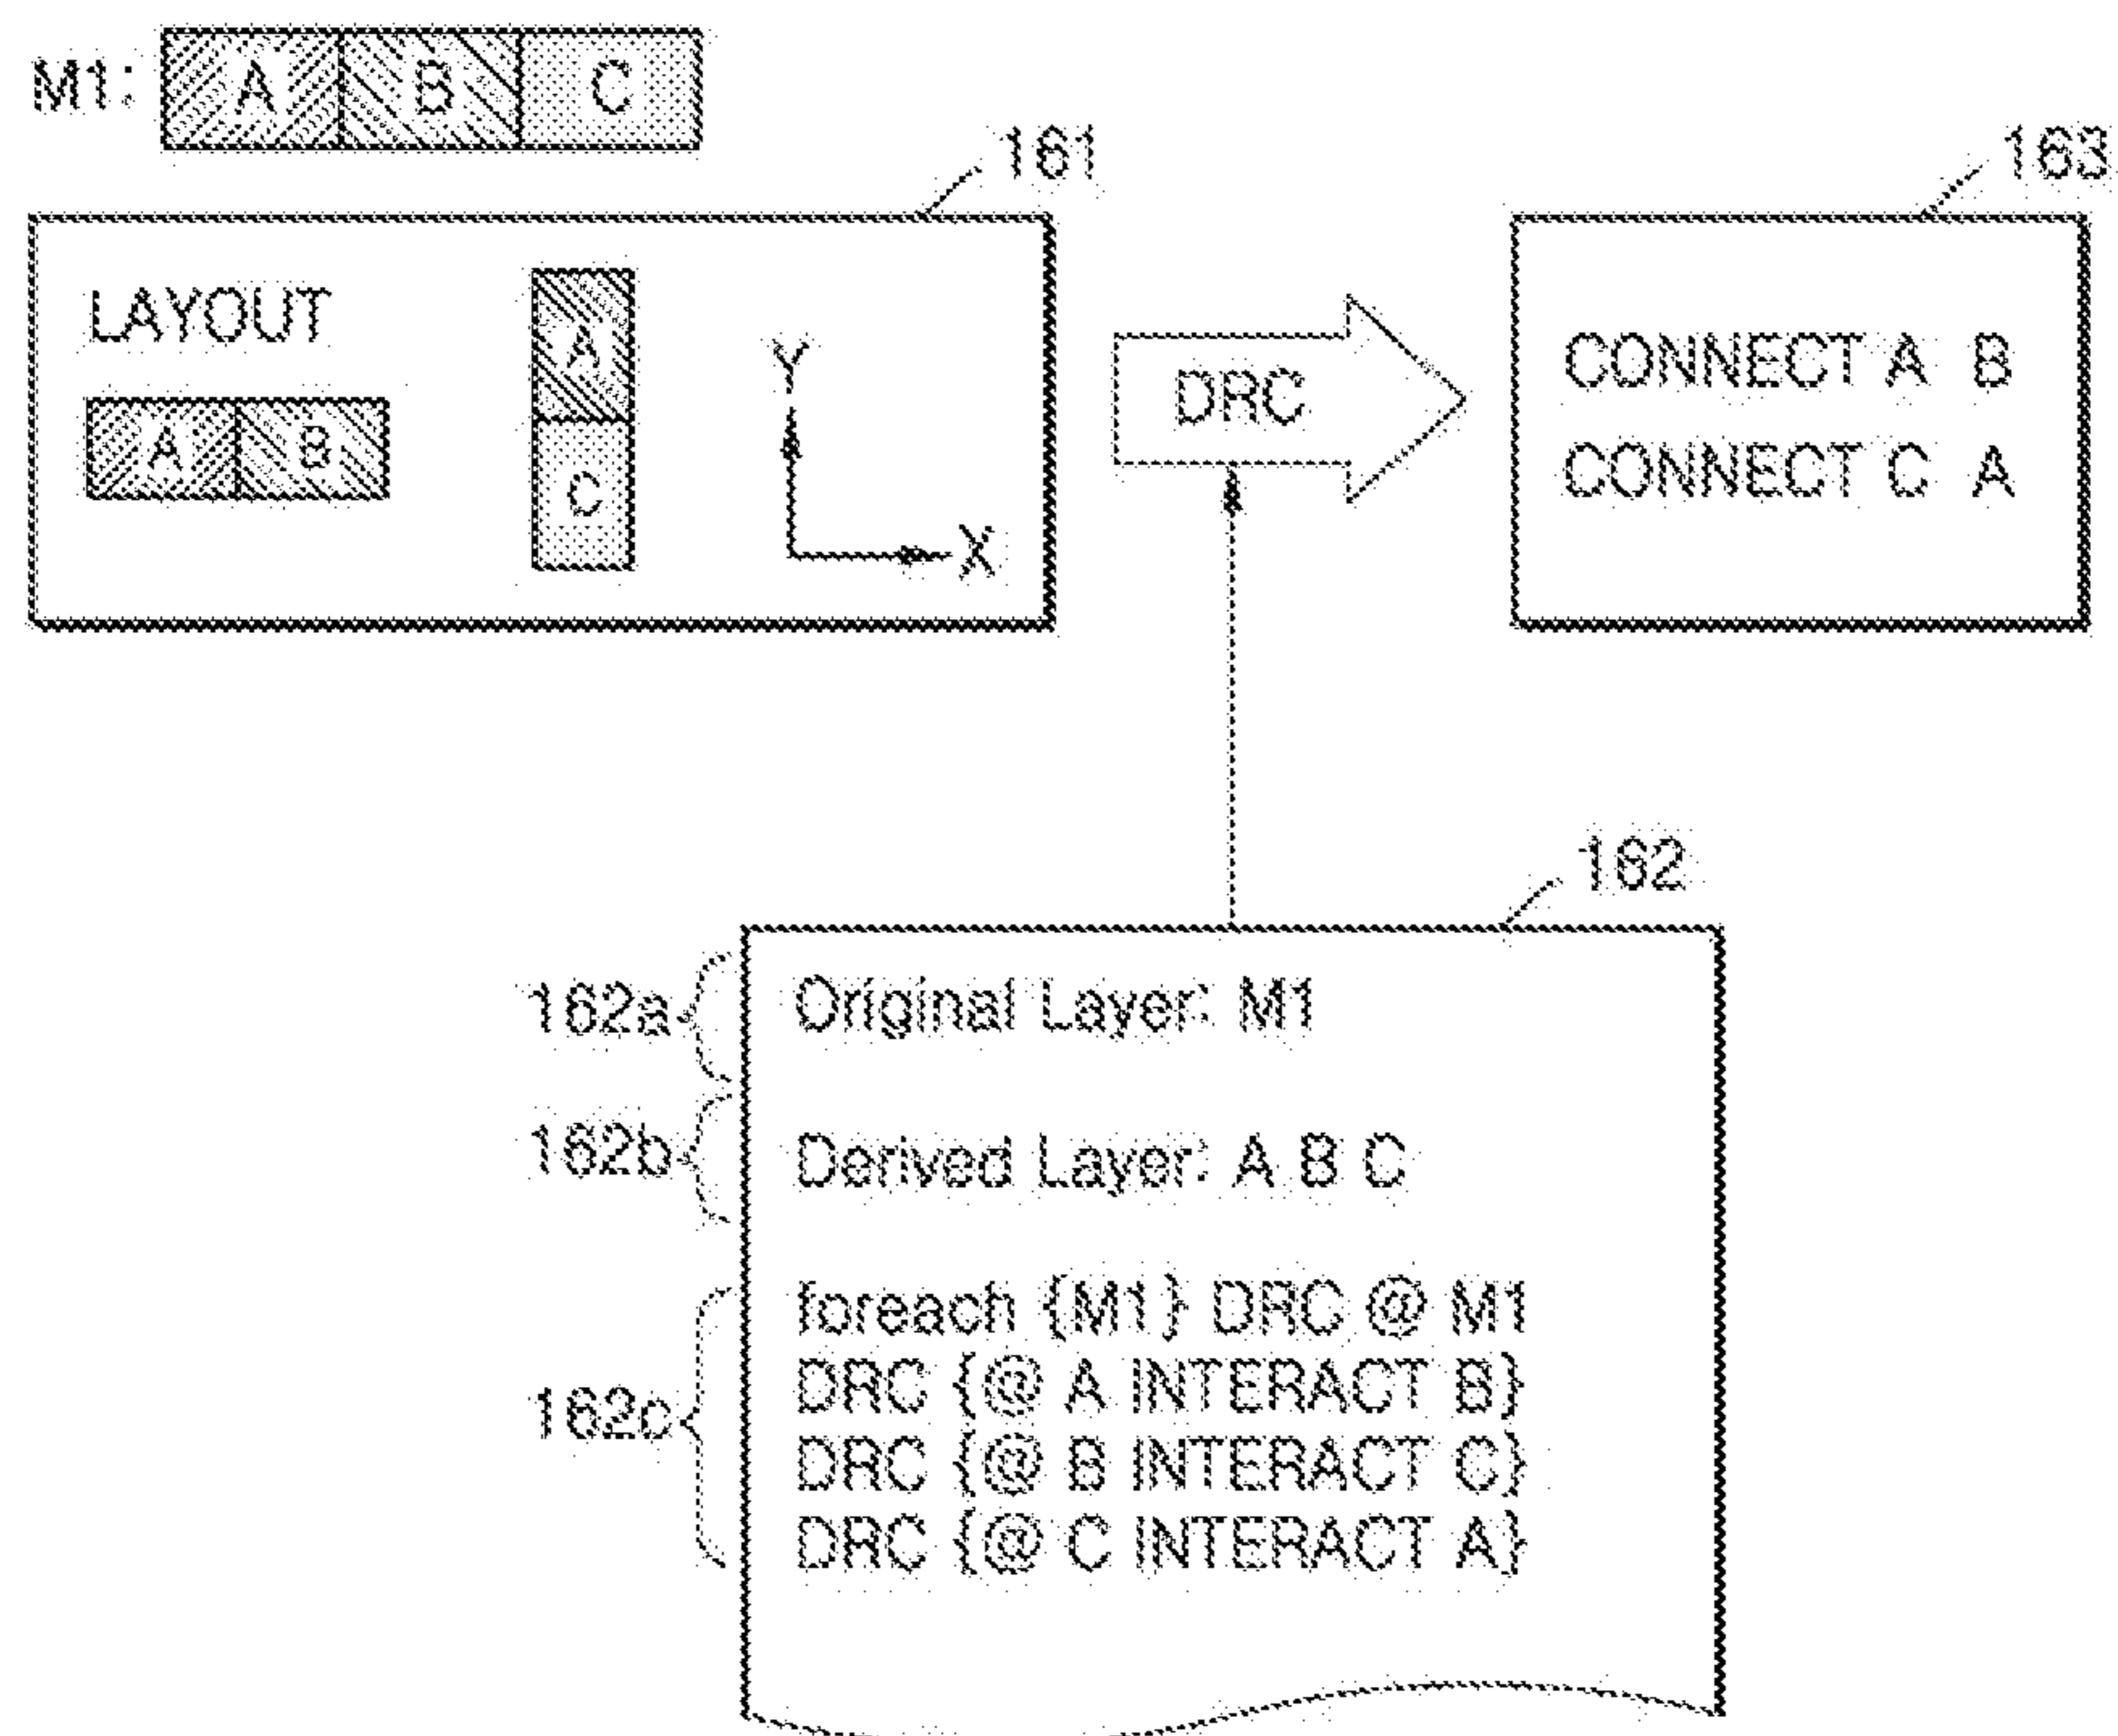 M1: A B C
161
163
LAYOUT
A
Y
A B
C
X
DRC
CONNECT A B
CONNECT C A
162
162a
Original Layer: M1
162b
Derived Layer: A B C
162c
foreach {M1} DRC @ M1
DRC {@ A INTERACT B}
DRC {@ B INTERACT C}
DRC {@ C INTERACT A}